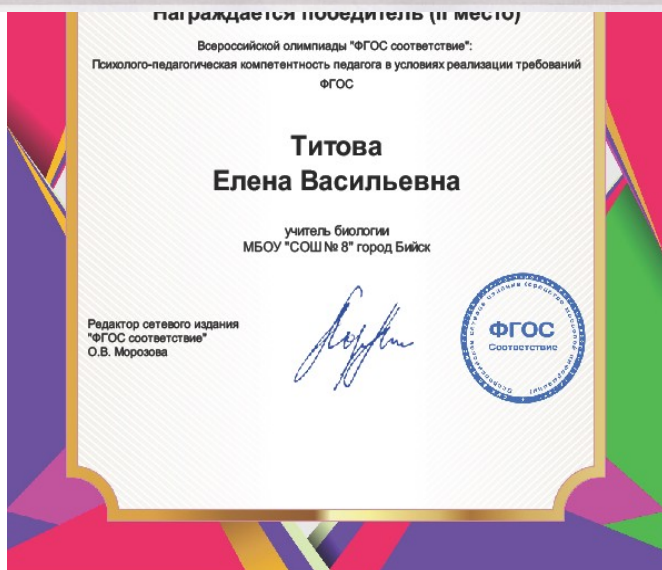 Награждается победитель (II место)
Всероссийской олимпиады "ФГОС соответствие":
Психолого-педагогическая компетентность педагога в условиях реализации требований
ФГОС
Титова
Елена Васильевна
учитель биологии
МБОУ "СОШ № 8" город Бийск
Редактор сетевого издания
"ФГОС соответствие"
О.В. Морозова
ФГОС
Соответствие